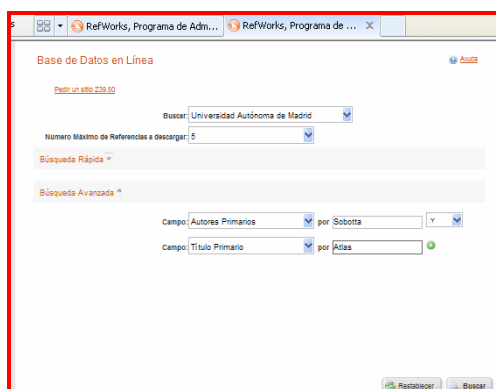 s RefWorks, Programa de Adm... RefWorks, Programa de ... X
Base de Datos en Línea Ayuda
Pedir un sitio Z39.50
Buscar: Universidad Autónoma de Madrid
Número Máximo de Referencias a descargar: 5
Búsqueda Rápida
Búsqueda Avanzada
Campo: Autores Primarios por Sobotta Y
Campo: Título Primario por Atlas
Restablecer Buscar